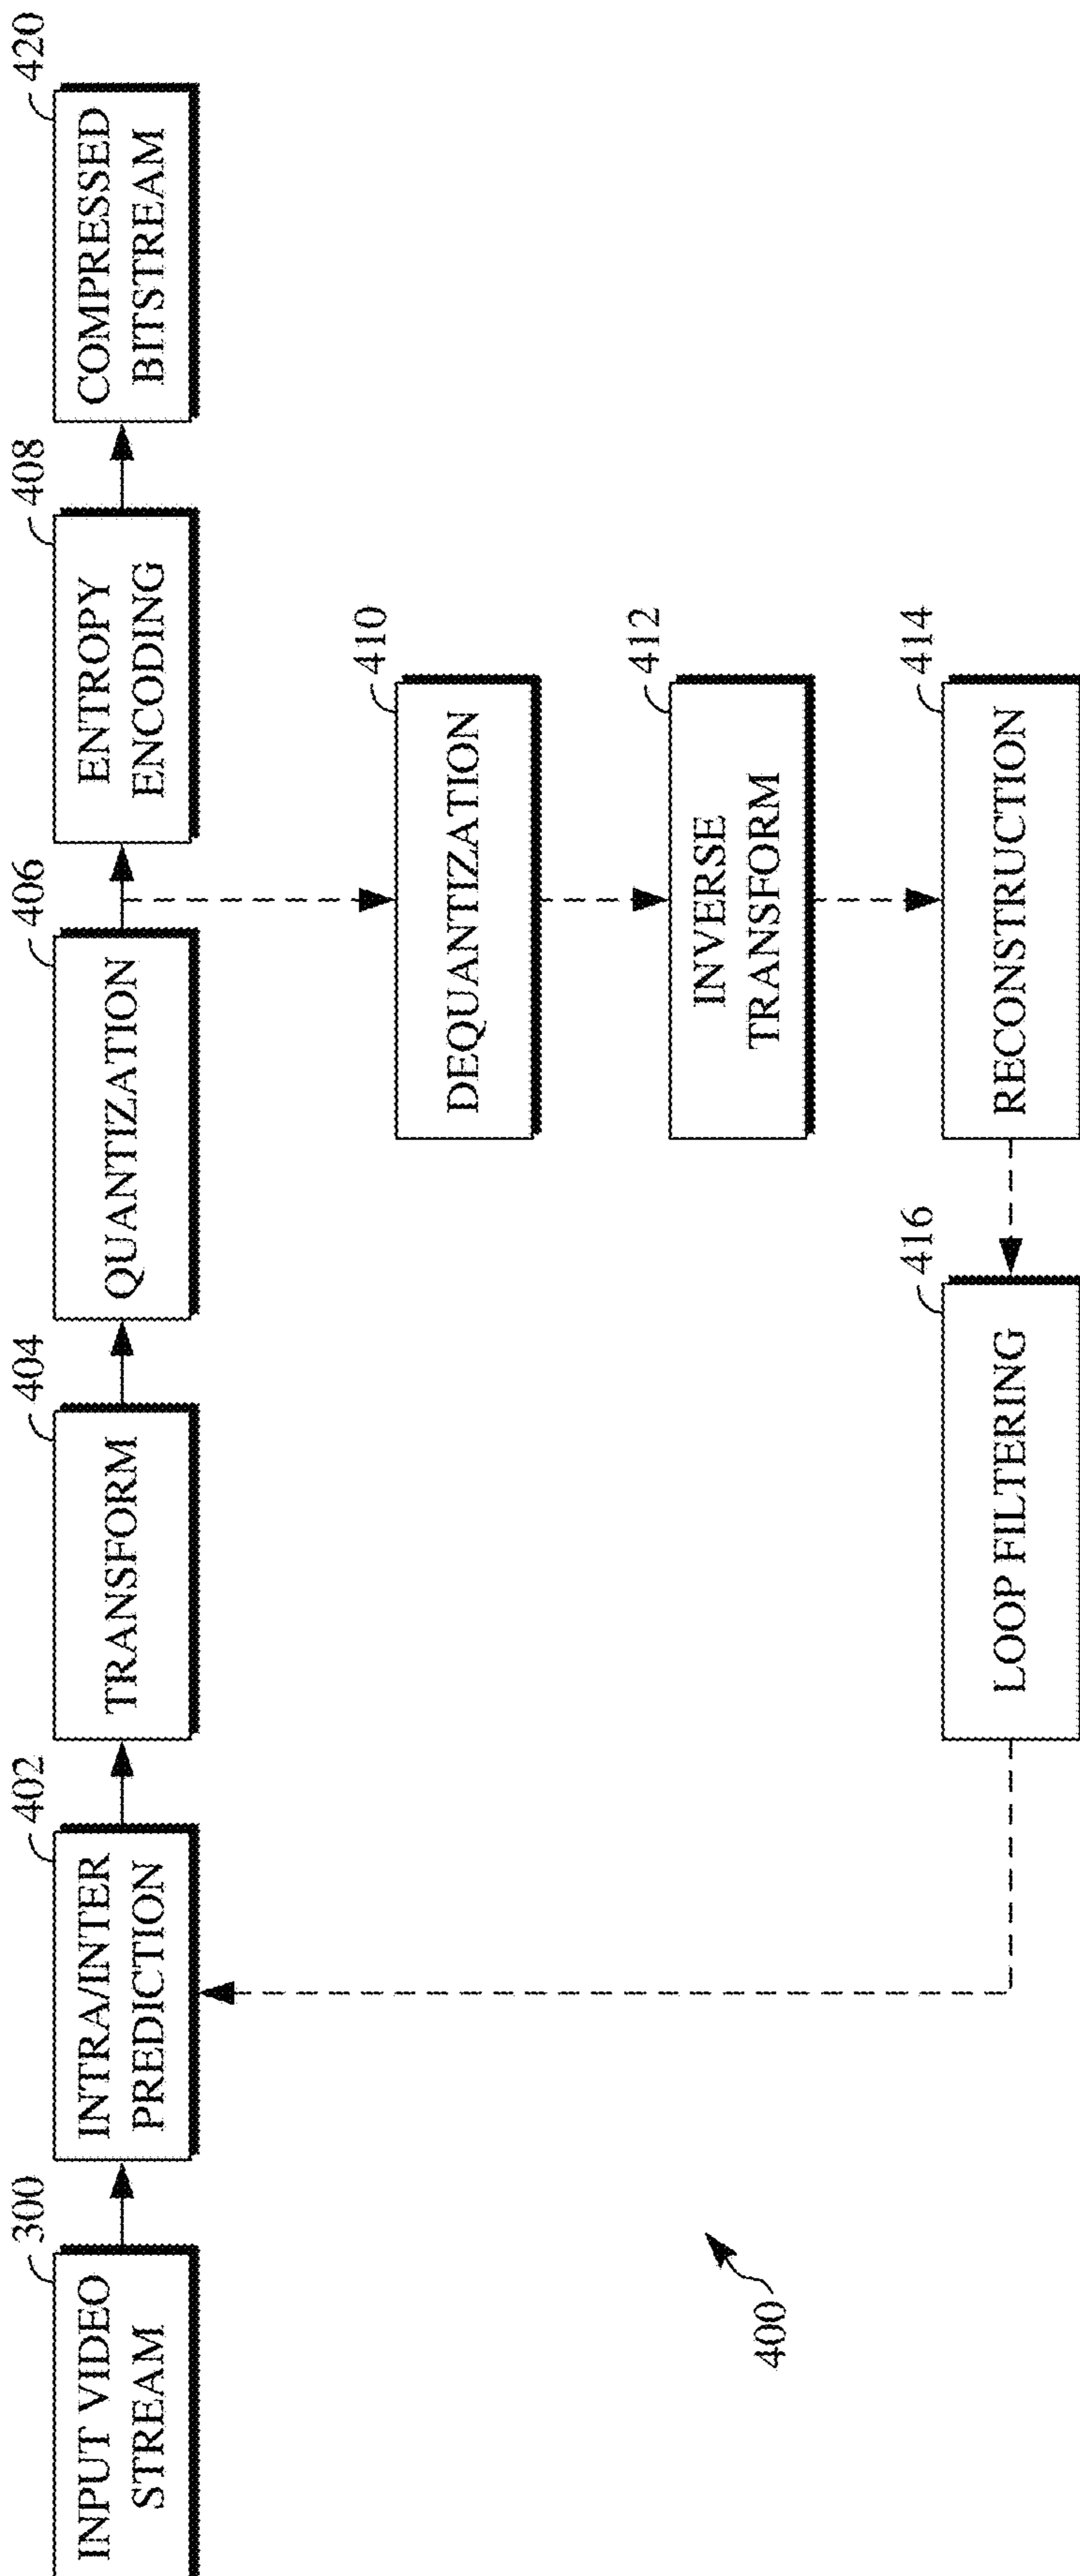 300
INPUT VIDEO
STREAM
402
INTRA/INTER
PREDICTION
404
TRANSFORM
406
QUANTIZATION
408
ENTROPY
ENCODING
420
COMPRESSED
BITSTREAM
410
DEQUANTIZATION
412
INVERSE
TRANSFORM
416
LOOP FILTERING
414
RECONSTRUCTION
400